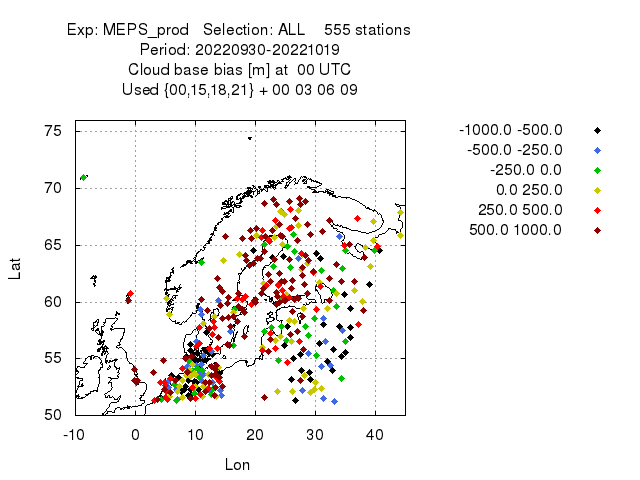 Exp: MEPS_prod   Selection: ALL    555 stations
Period: 20220930-20221019
Cloud base bias [m] at  00 UTC
Used {00,15,18,21} + 00 03 06 09
75
70
65
60
55
50
-10 0 10 20 30 40
Lat
Lon
-1000.0 -500.0
-500.0 -250.0
-250.0 0.0
0.0 250.0
250.0 500.0
500.0 1000.0